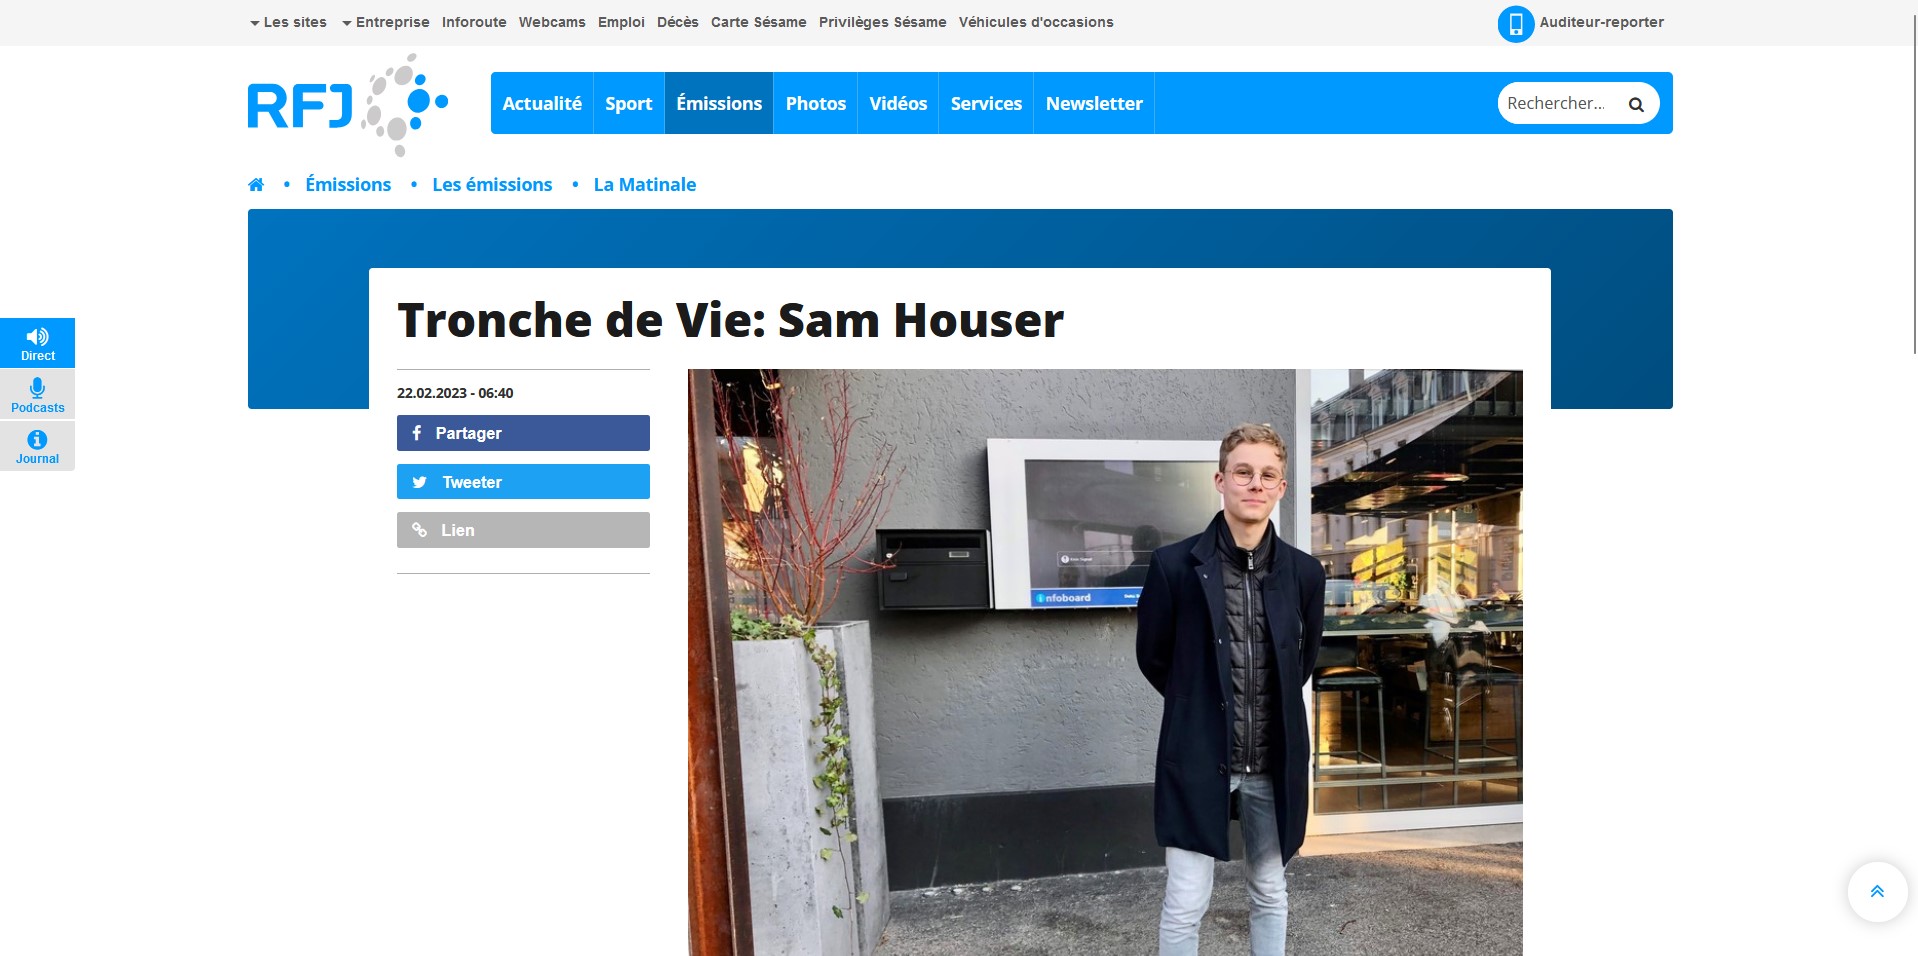 Les sites Entreprise Inforoute Webcams Emploi Décès Carte Sésame Privilèges Sésame Véhicules d'occasions Auditeur-reporter
RFJ
Actualité Sport Émissions Photos Vidéos Services Newsletter Rechercher...
• Émissions • Les émissions • La Matinale
Tronche de Vie: Sam Houser
Direct
Podcasts
Journal
22.02.2023 - 06:40
Partager
Tweeter
Lien
infoboard